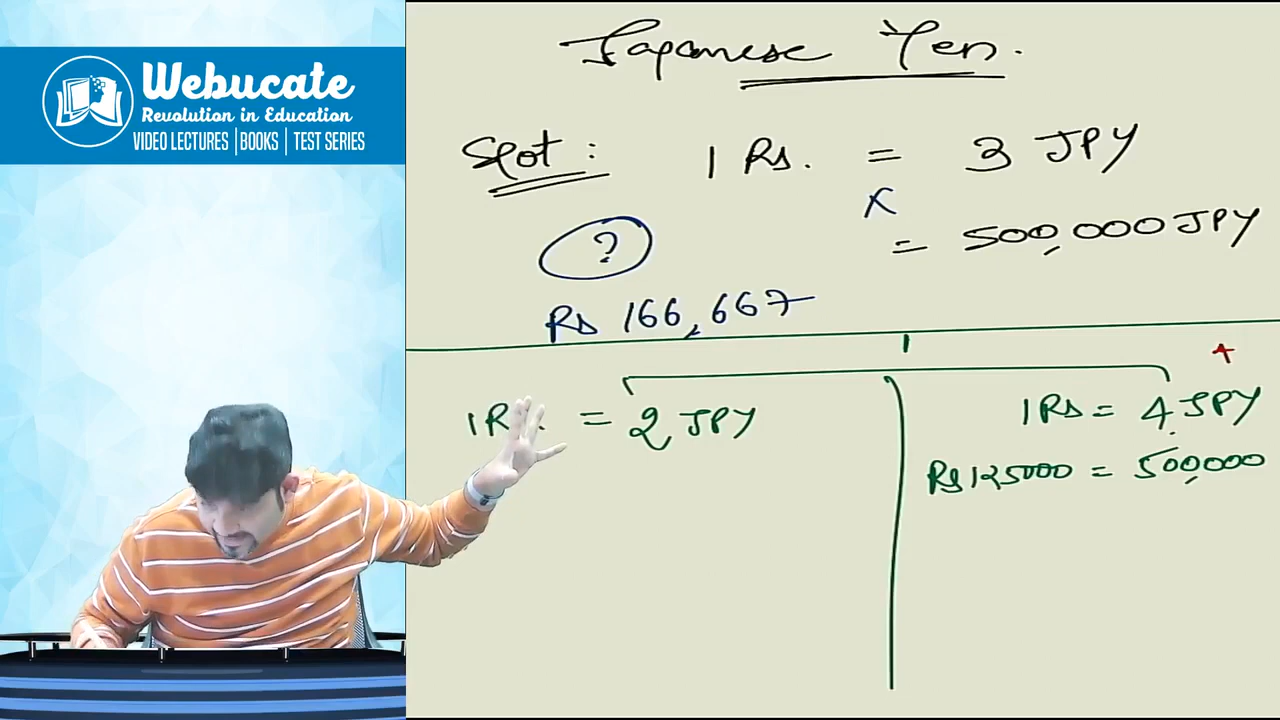 Webucate
Revolution in Education
VIDEO LECTURES | BOOKS | TEST SERIES
Japanese Yen.
Spot : 1 Rs. = 3 JPY
? = 500,000 JPY
Rs 166,667
1 = 2 JPY
1 Rs = 4 JPY
Rs 125000 = 500,000